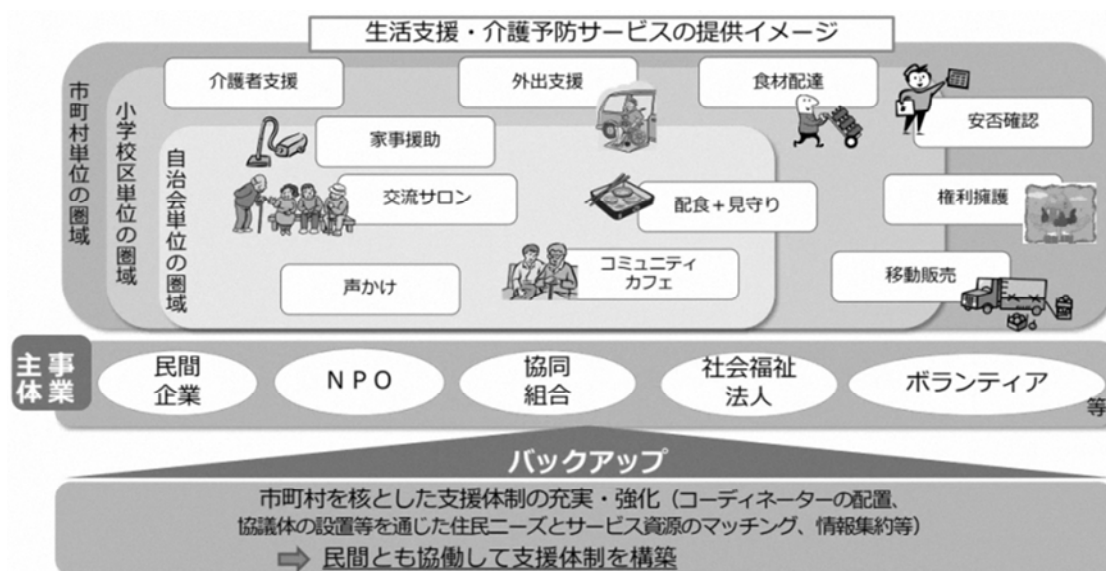 生活支援・介護予防サービスの提供イメージ
市町村単位の圏域
小学校区単位の圏域
自治会単位の圏域
介護者支援
外出支援
食材配達
安否確認
家事援助
交流サロン
配食+見守り
権利擁護
声かけ
コミュニティ
カフェ
移動販売
事業
主体
民間
企業
NPO
協同
組合
社会福祉
法人
ボランティア
等
バックアップ
市町村を核とした支援体制の充実・強化(コーディネーターの配置、
協議体の設置等を通じた住民ニーズとサービス資源のマッチング、情報集約等)
民間とも協働して支援体制を構築